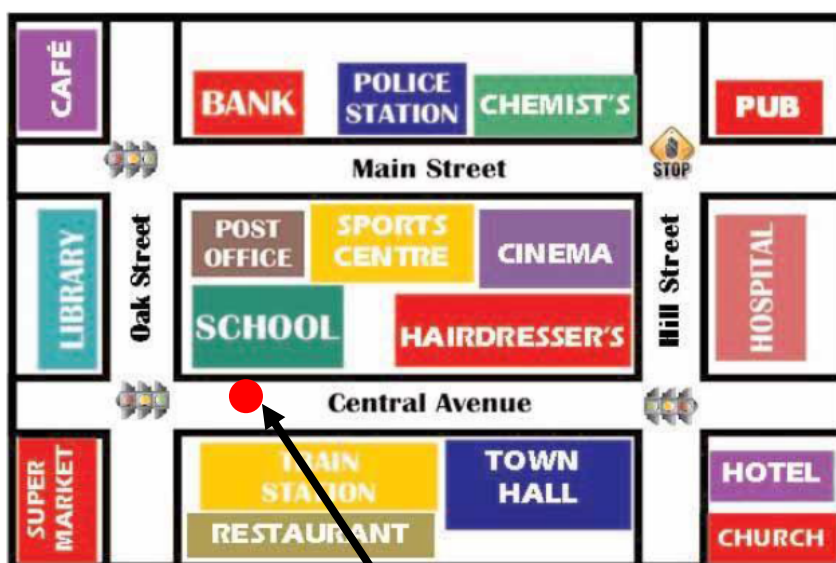 CAFÉ
BANK
POLICE
STATION
CHEMIST'S
PUB
Main Street
STOP
LIBRARY
Oak Street
POST
OFFICE
SPORTS
CENTRE
CINEMA
SCHOOL
HAIRDRESSER'S
Hill Street
HOSPITAL
Central Avenue
SUPER
MARKET
TRAIN
STATION
RESTAURANT
TOWN
HALL
HOTEL
CHURCH